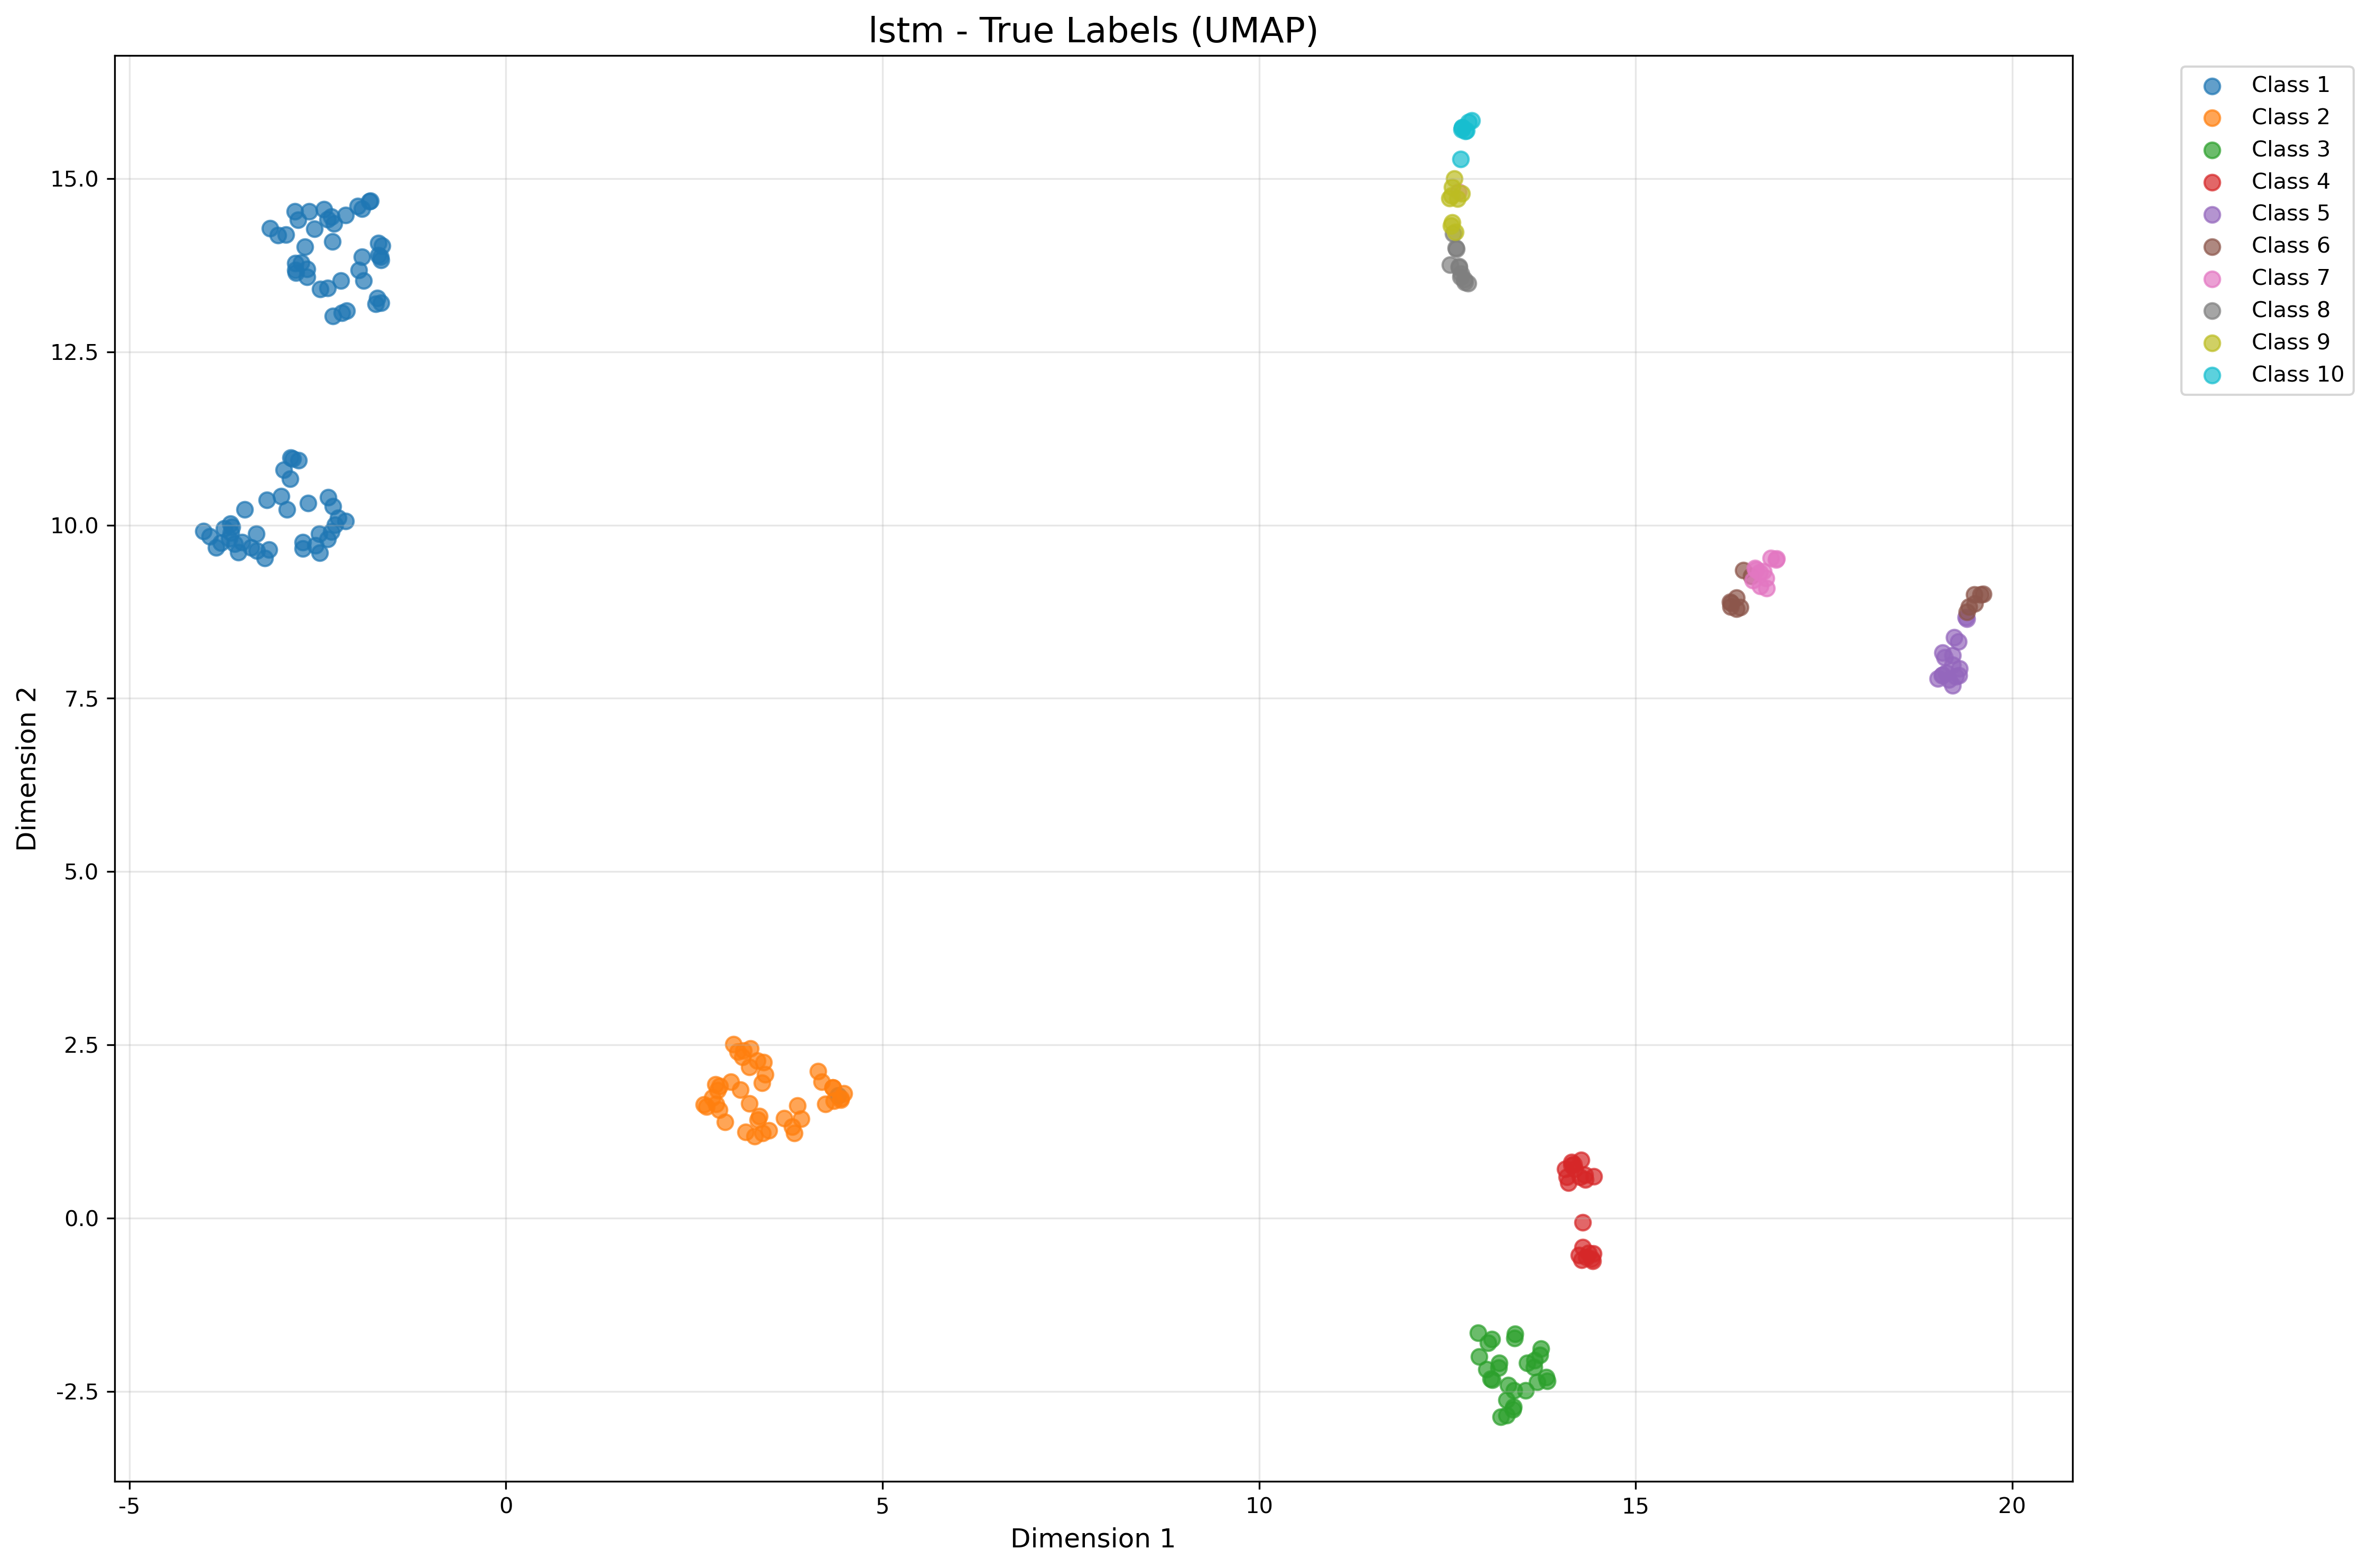 lstm - True Labels (UMAP)
Class 1
Class 2
Class 3
Class 4
Class 5
Class 6
Class 7
Class 8
Class 9
Class 10
15.0
12.5
10.0
7.5
5.0
2.5
0.0
-2.5
Dimension 2
-5
0
5
10
15
20
Dimension 1